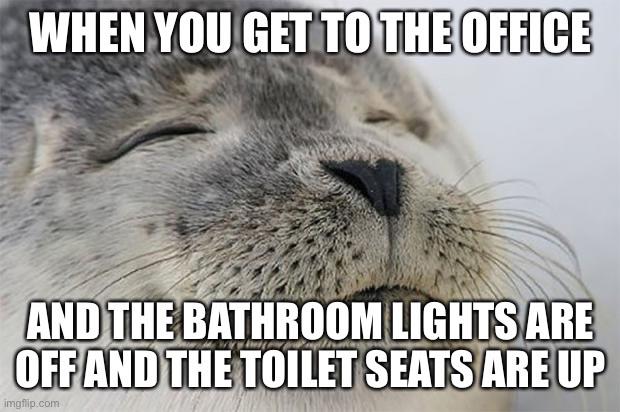 WHEN YOU GET TO THE OFFICE
AND THE BATHROOM LIGHTS ARE
OFF AND THE TOILET SEATS ARE UP
imgflip.com